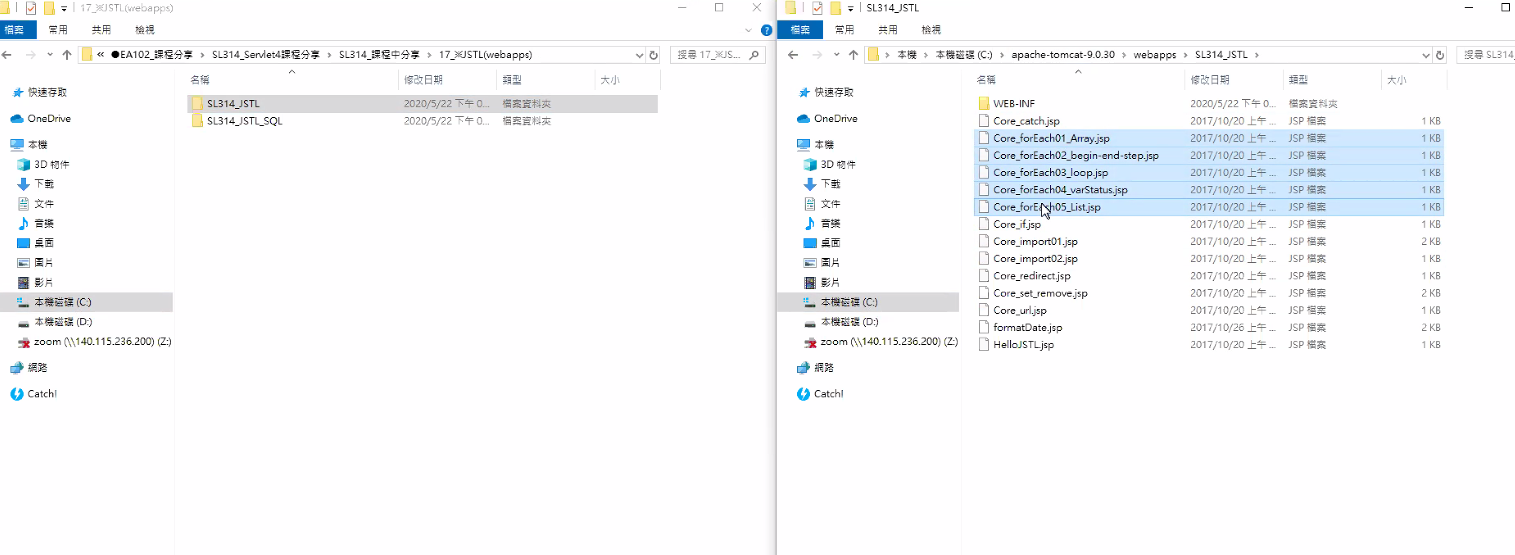 17_※JSTL(webapps)
檔案 常用 共用 檢視
« ●EA102_課程分享 › SL314_Servlet4課程分享 › SL314_課程中分享 › 17_※JSTL(webapps)
搜尋 17_※JS...
名稱 修改日期 類型 大小
快速存取
OneDrive
本機
3D 物件
下載
文件
音樂
桌面
圖片
影片
本機磁碟 (C:)
本機磁碟 (D:)
zoom (\\140.115.236.200) (Z:)
網路
Catch!
SL314_JSTL 2020/5/22 下午 0... 檔案資料夾
SL314_JSTL_SQL 2020/5/22 下午 0... 檔案資料夾
SL314_JSTL
檔案 常用 共用 檢視
› 本機 › 本機磁碟 (C:) › apache-tomcat-9.0.30 › webapps › SL314_JSTL ›
搜尋 SL314_
名稱 修改日期 類型 大小
快速存取
OneDrive
本機
3D 物件
下載
文件
音樂
桌面
圖片
影片
本機磁碟 (C:)
本機磁碟 (D:)
zoom (\\140.115.236.200) (Z:)
網路
Catch!
WEB-INF 2020/5/22 下午 0... 檔案資料夾
Core_catch.jsp 2017/10/20 上午 ... JSP 檔案 1 KB
Core_forEach01_Array.jsp 2017/10/20 上午 ... JSP 檔案 1 KB
Core_forEach02_begin-end-step.jsp 2017/10/20 上午 ... JSP 檔案 1 KB
Core_forEach03_loop.jsp 2017/10/20 上午 ... JSP 檔案 1 KB
Core_forEach04_varStatus.jsp 2017/10/20 上午 ... JSP 檔案 1 KB
Core_forEach05_List.jsp 2017/10/20 上午 ... JSP 檔案 1 KB
Core_if.jsp 2017/10/20 上午 ... JSP 檔案 1 KB
Core_import01.jsp 2017/10/20 上午 ... JSP 檔案 2 KB
Core_import02.jsp 2017/10/20 上午 ... JSP 檔案 1 KB
Core_redirect.jsp 2017/10/20 上午 ... JSP 檔案 1 KB
Core_set_remove.jsp 2017/10/20 上午 ... JSP 檔案 2 KB
Core_url.jsp 2017/10/20 上午 ... JSP 檔案 1 KB
formatDate.jsp 2017/10/26 上午 ... JSP 檔案 2 KB
HelloJSTL.jsp 2017/10/20 上午 ... JSP 檔案 1 KB